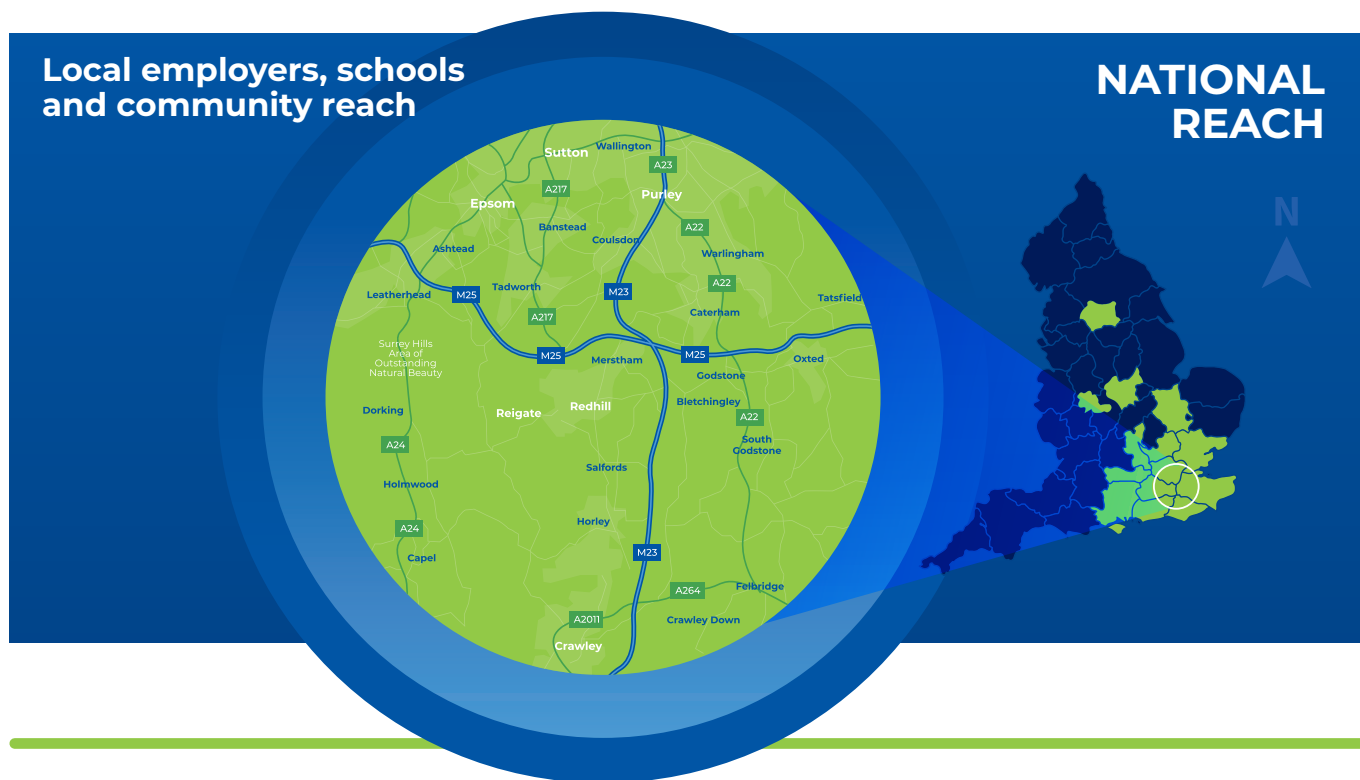 Local employers, schools
and community reach
NATIONAL
REACH
N
Sutton
Wallington
A23
A217
Purley
Epsom
Banstead
A22
Coulsdon
Ashtead
Warlingham
A22
Tadworth
M23
Leatherhead
M25
Tatsfield
Caterham
A217
Surrey Hills
Area of
Outstanding
Natural Beauty
M25
M25
Merstham
Oxted
Godstone
Bletchingley
Dorking
Reigate
Redhill
A22
South
Godstone
A24
Salfords
Holmwood
Horley
A24
Capel
M23
Felbridge
A264
A2011
Crawley Down
Crawley